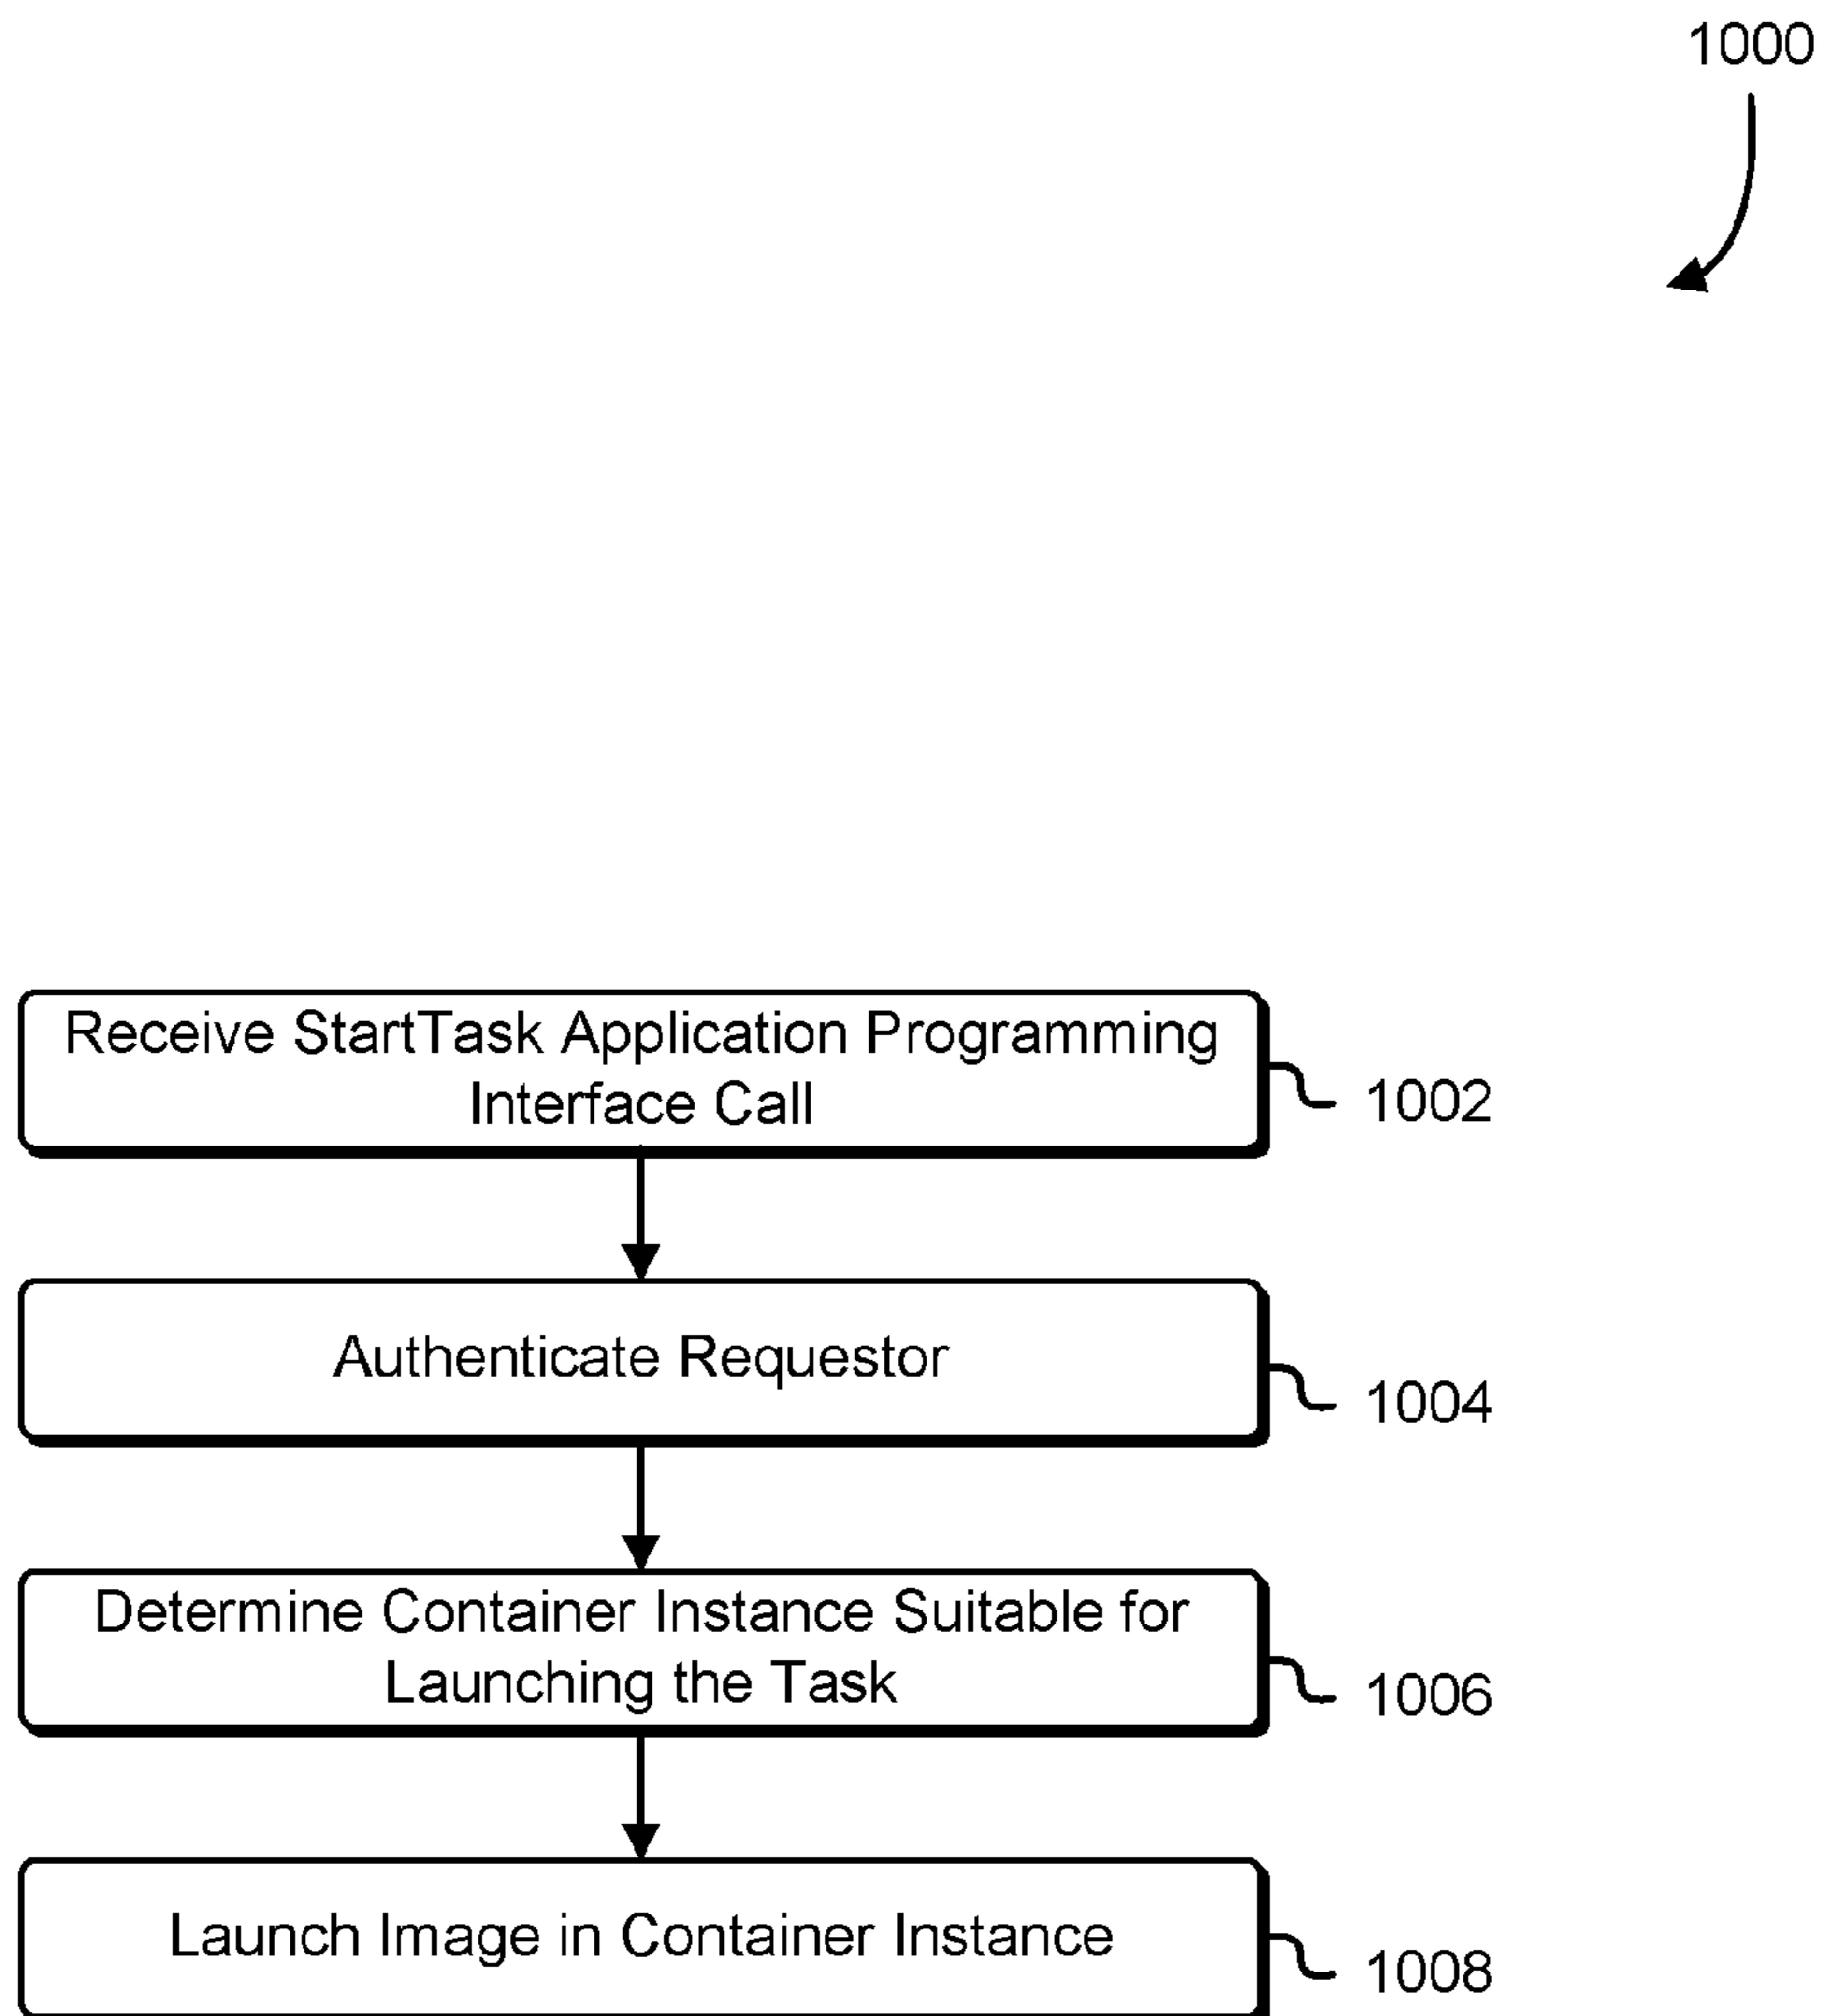 1000
Receive StartTask Application Programming
Interface Call
1002
Authenticate Requestor
1004
Determine Container Instance Suitable for
Launching the Task
1006
Launch Image in Container Instance
1008